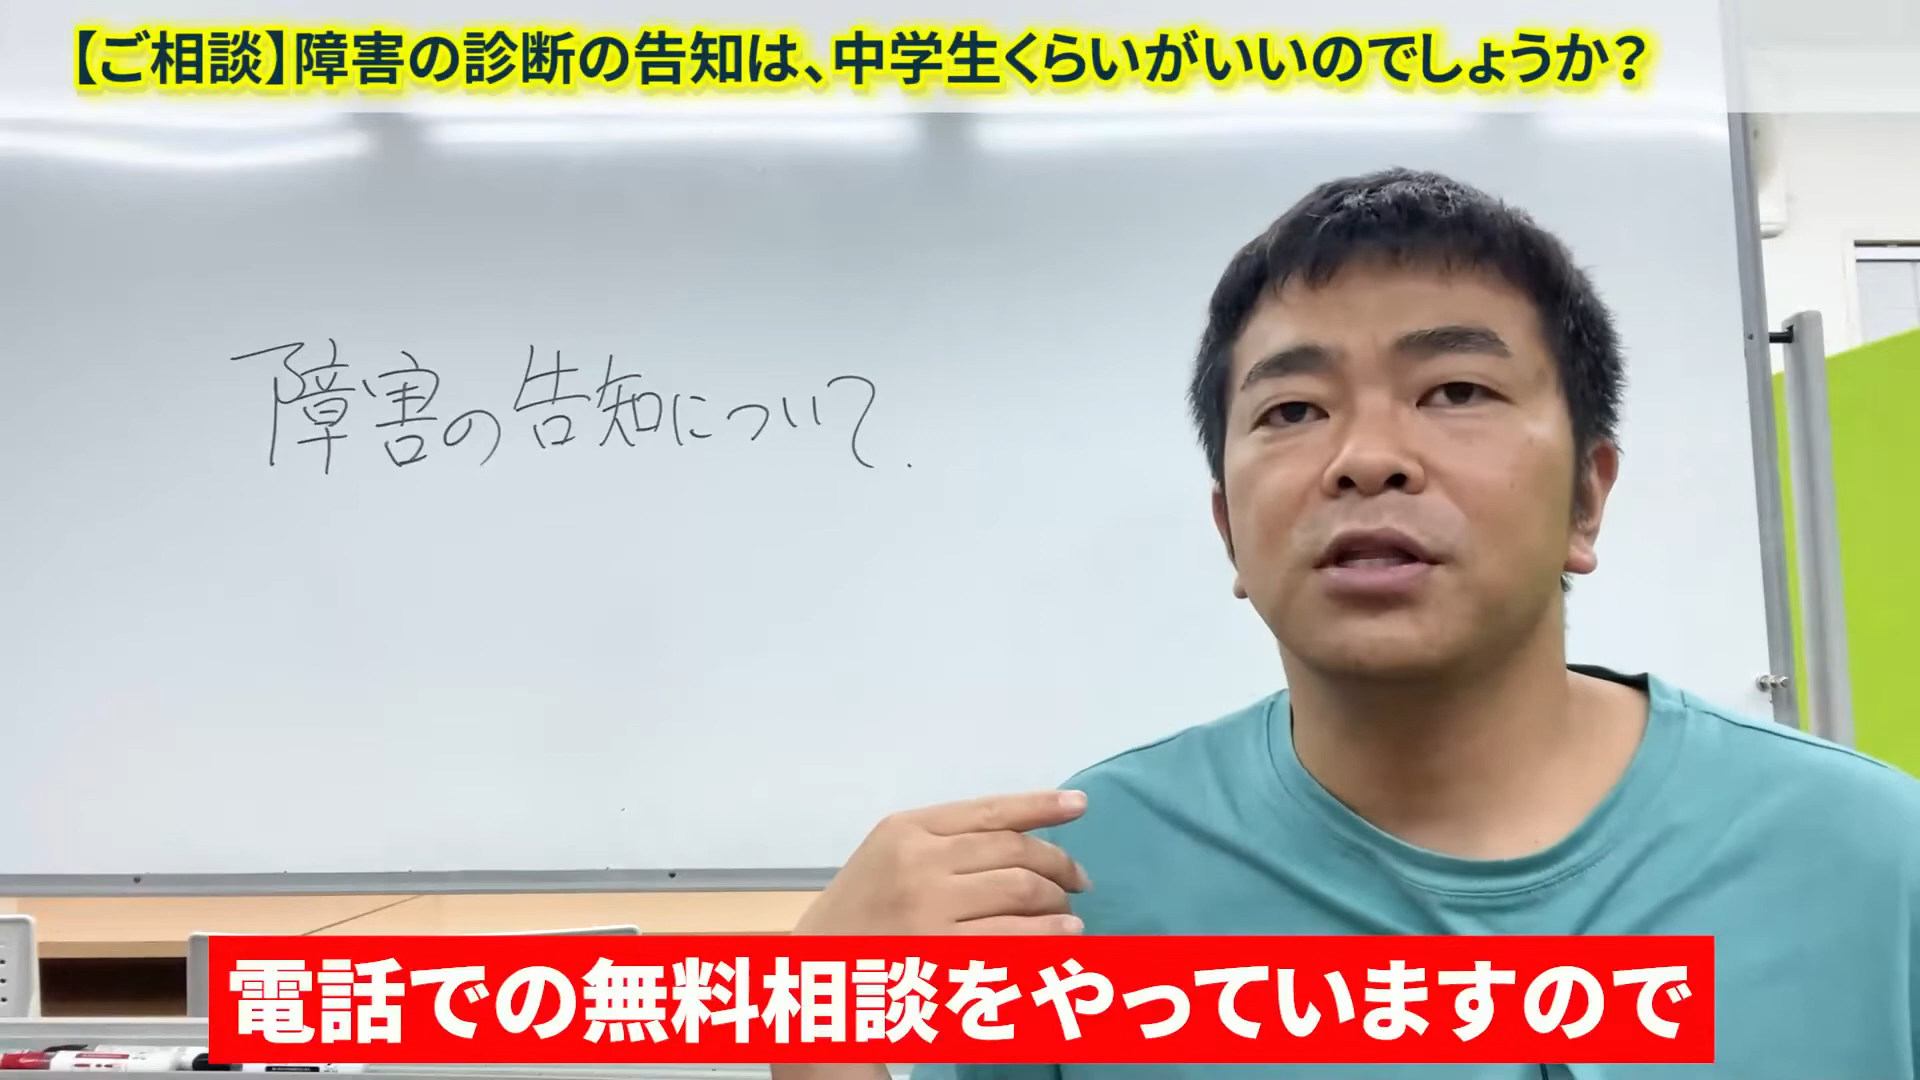 【ご相談】障害の診断の告知は、中学生くらいがいいのでしょうか？
障害の告知について.
電話での無料相談をやっていますので